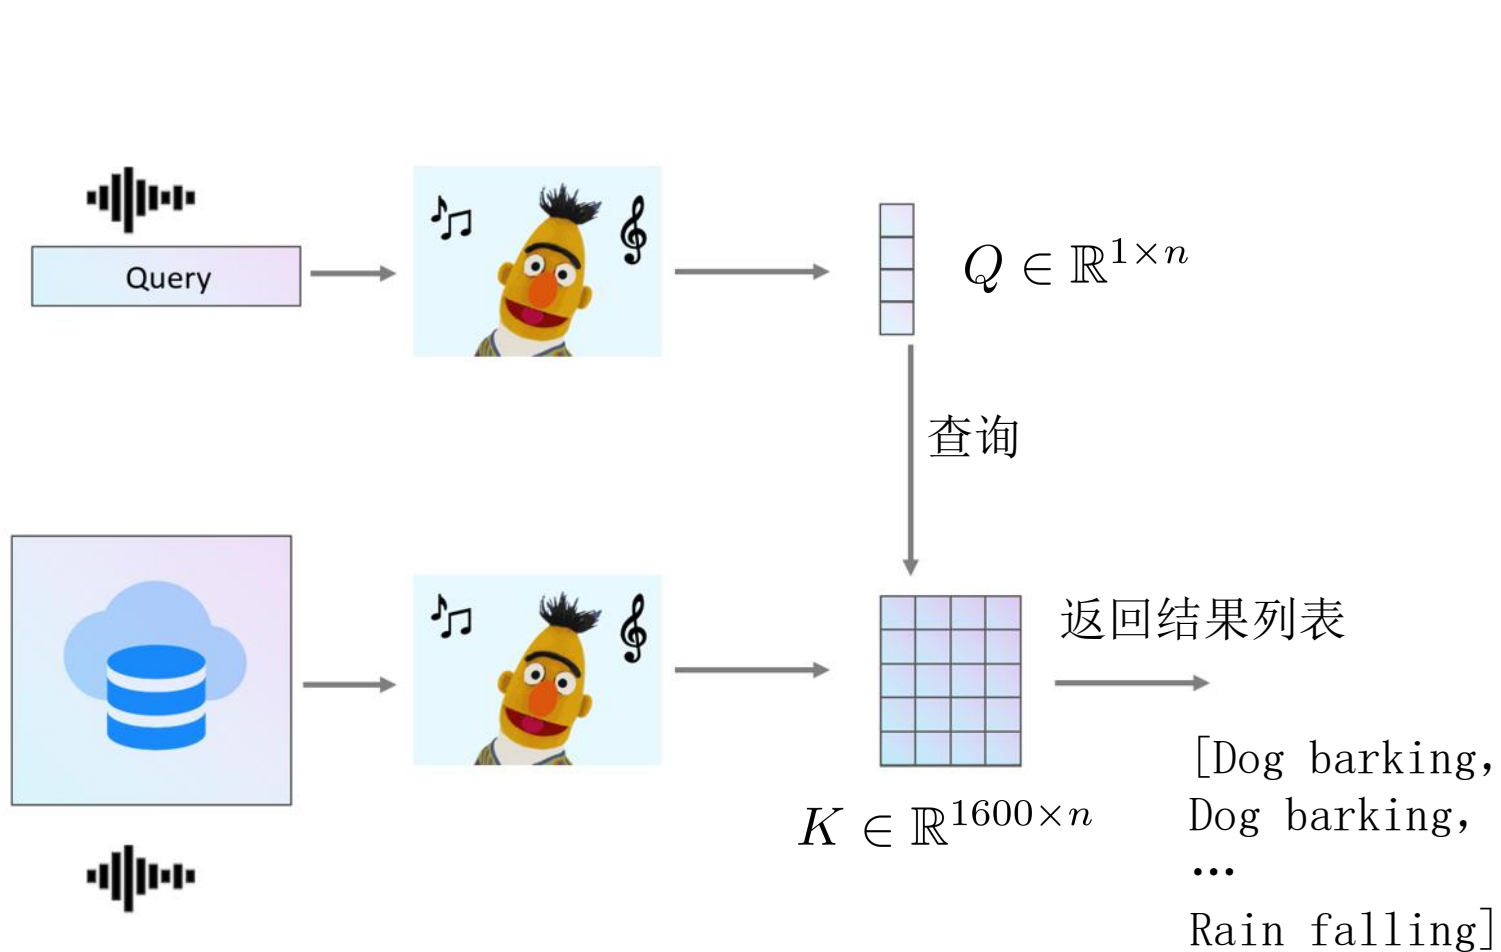 Query
Q ∈ ℝ^{1×n}
查询
返回结果列表
K ∈ ℝ^{1600×n}
[Dog barking,
Dog barking,
…
Rain falling]